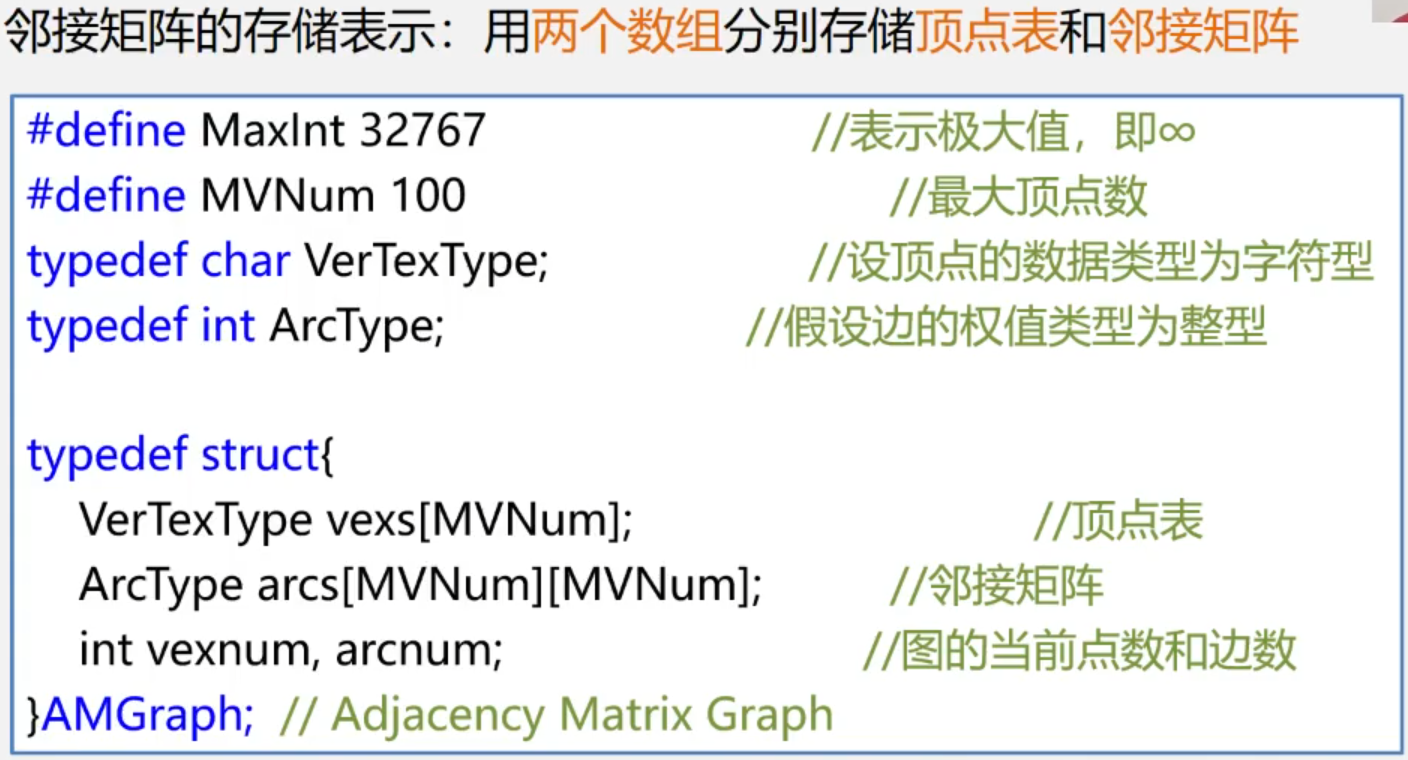 邻接矩阵的存储表示：用两个数组分别存储顶点表和邻接矩阵
#define MaxInt 32767 //表示极大值，即∞
#define MVNum 100 //最大顶点数
typedef char VerTexType; //设顶点的数据类型为字符型
typedef int ArcType; //假设边的权值类型为整型
typedef struct{
VerTexType vexs[MVNum]; //顶点表
ArcType arcs[MVNum][MVNum]; //邻接矩阵
int vexnum, arcnum; //图的当前点数和边数
}AMGraph; // Adjacency Matrix Graph